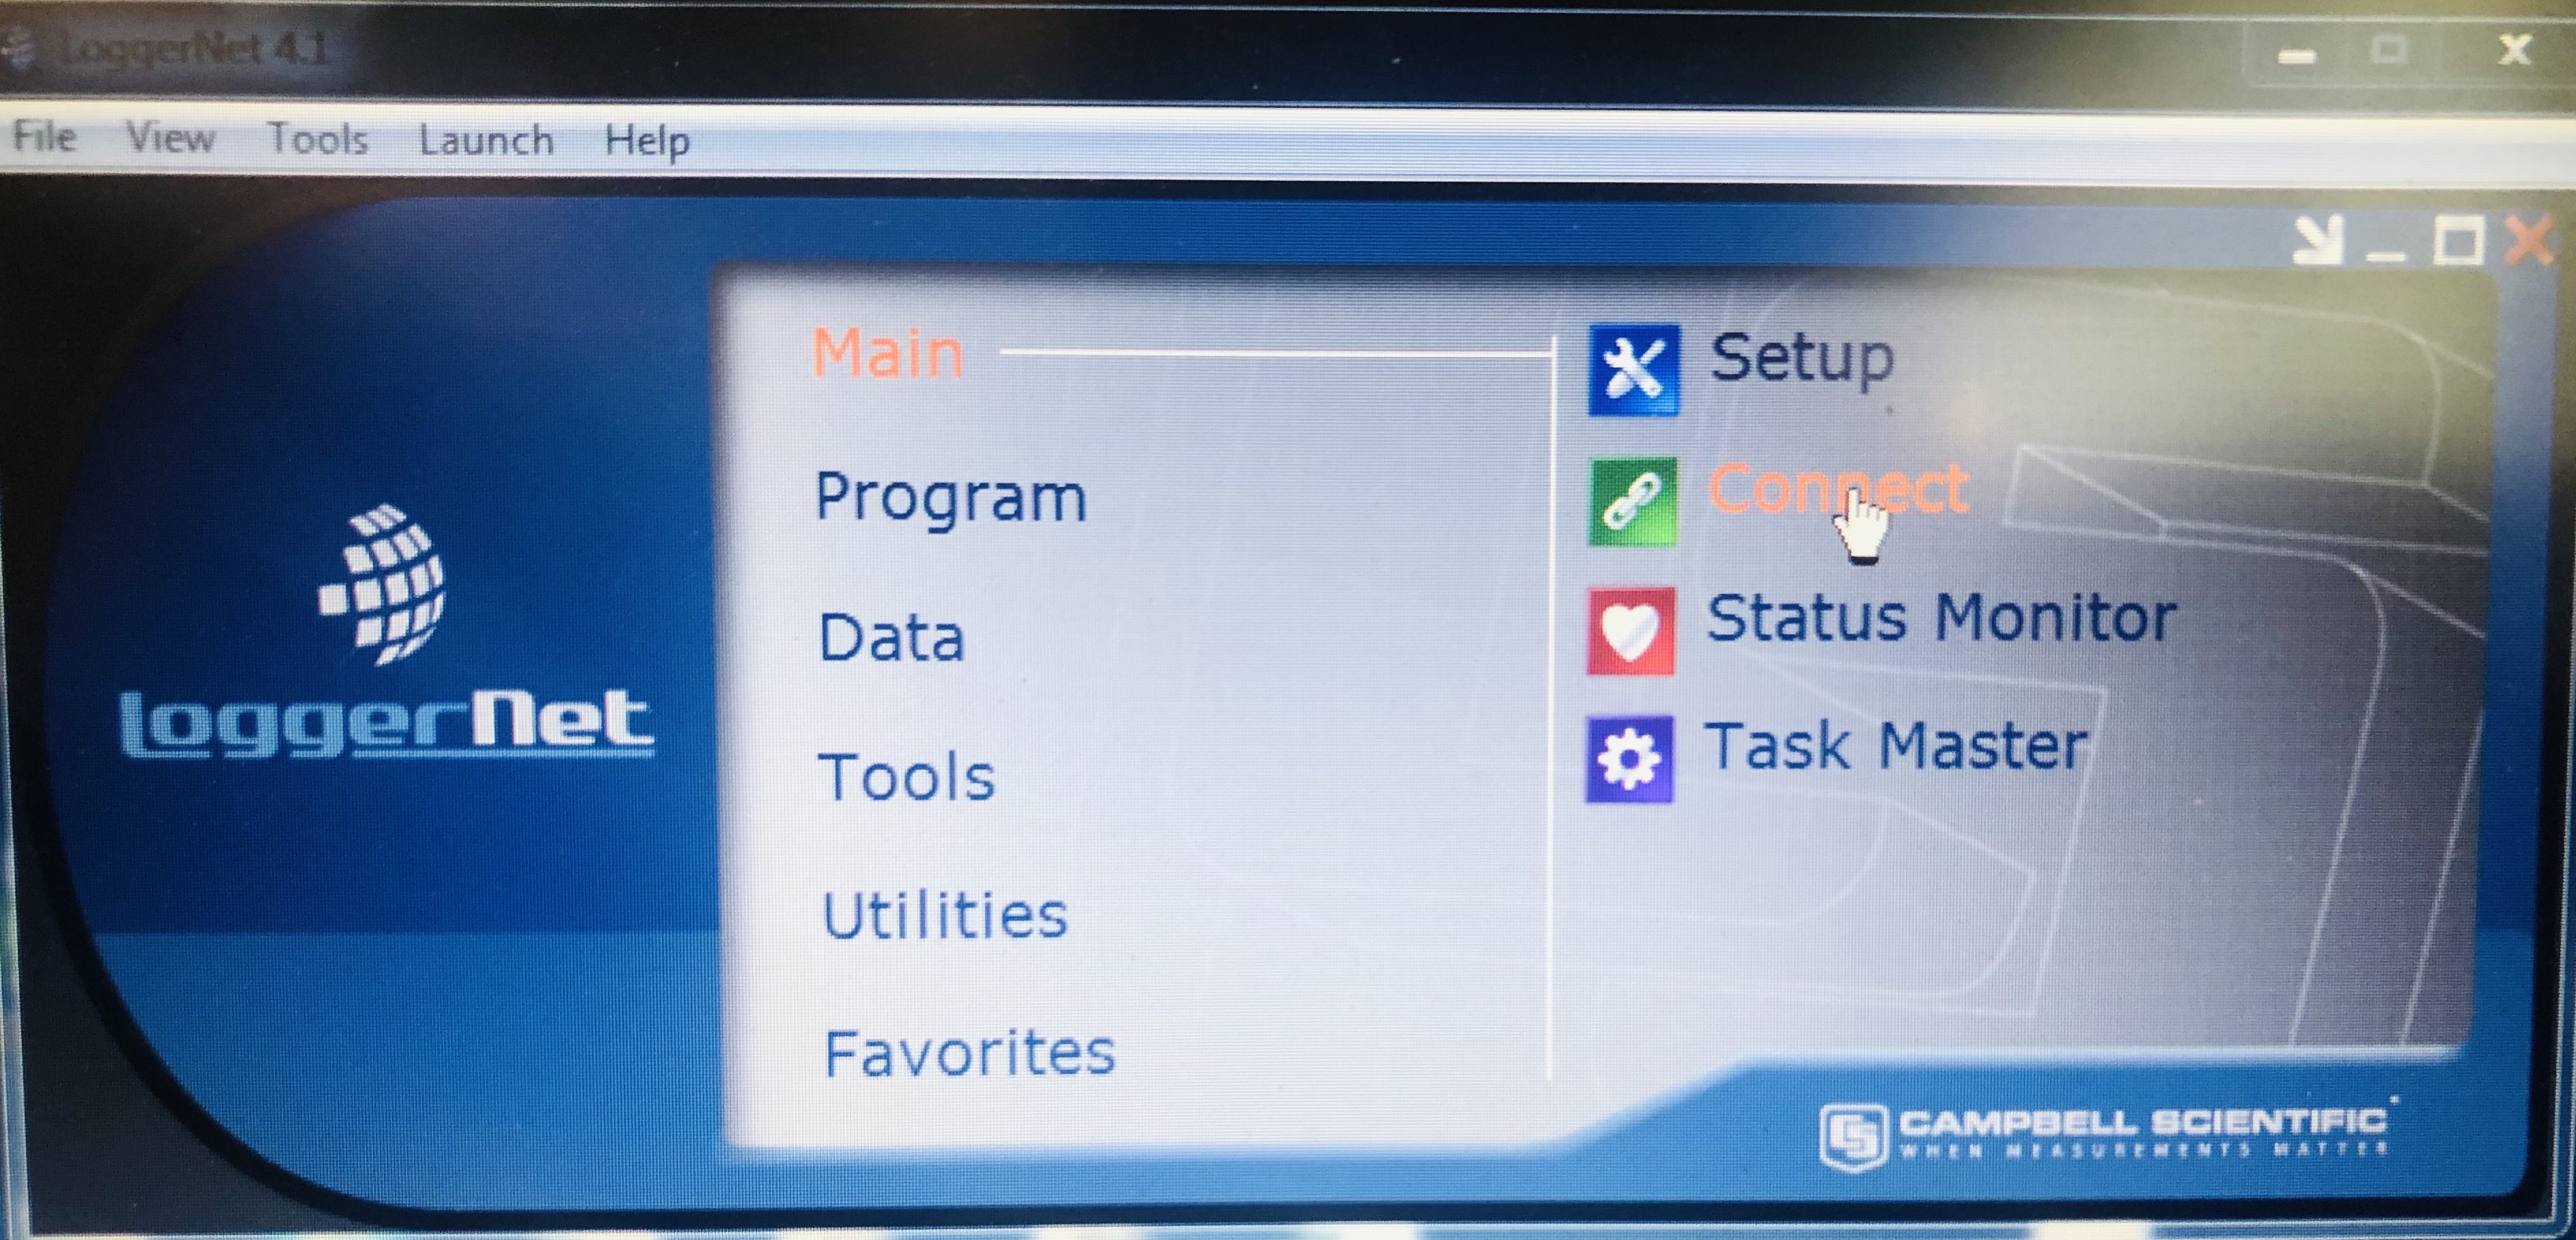 LoggerNet 4.1
File View Tools Launch Help
Main
Program
Data
Tools
Utilities
Favorites
Setup
Connect
Status Monitor
Task Master
LoggerNet
CAMPBELL SCIENTIFIC
WHEN MEASUREMENTS MATTER